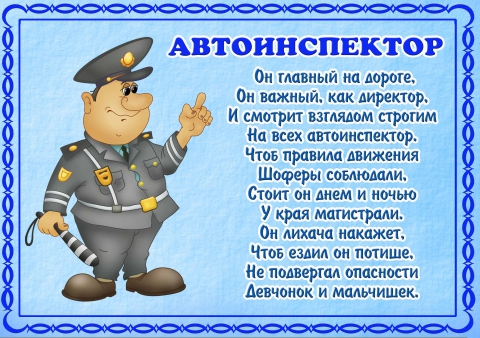 АВТОИНСПЕКТОР
Он главный на дороге,
Он важный, как директор,
И смотрит взглядом строгим
На всех автоинспектор.
Чтоб правила движения
Шоферы соблюдали,
Стоит он днем и ночью
У края магистрали.
Он лихача накажет,
Чтоб ездил он потише,
Не подвергал опасности
Девчонок и мальчишек.